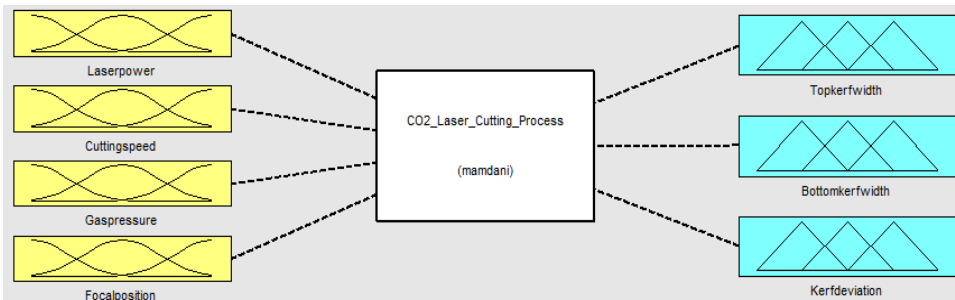 Laserpower
Cuttingspeed
Gaspressure
Focalposition
CO2_Laser_Cutting_Process
(mamdani)
Topkerfwidth
Bottomkerfwidth
Kerfdeviation